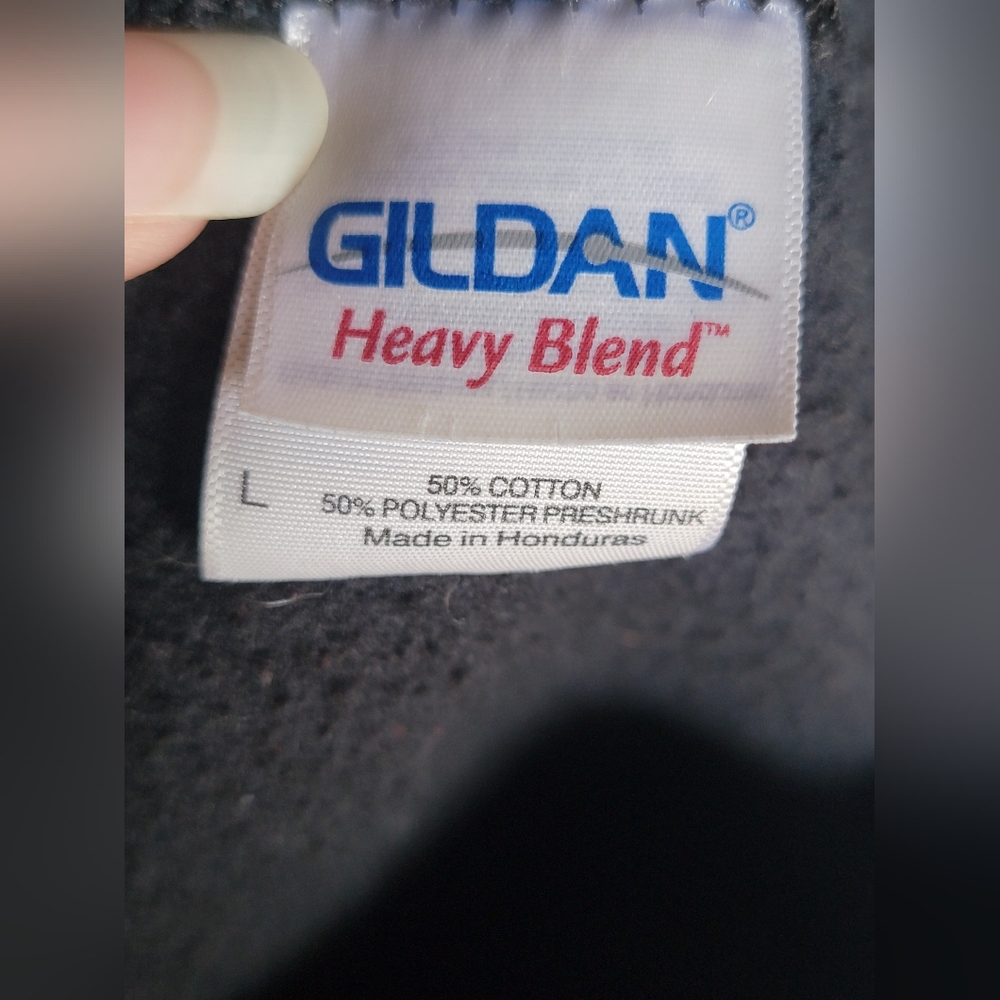 GILDAN®
Heavy Blend™
L
50% COTTON
50% POLYESTER PRESHRUNK
Made in Honduras